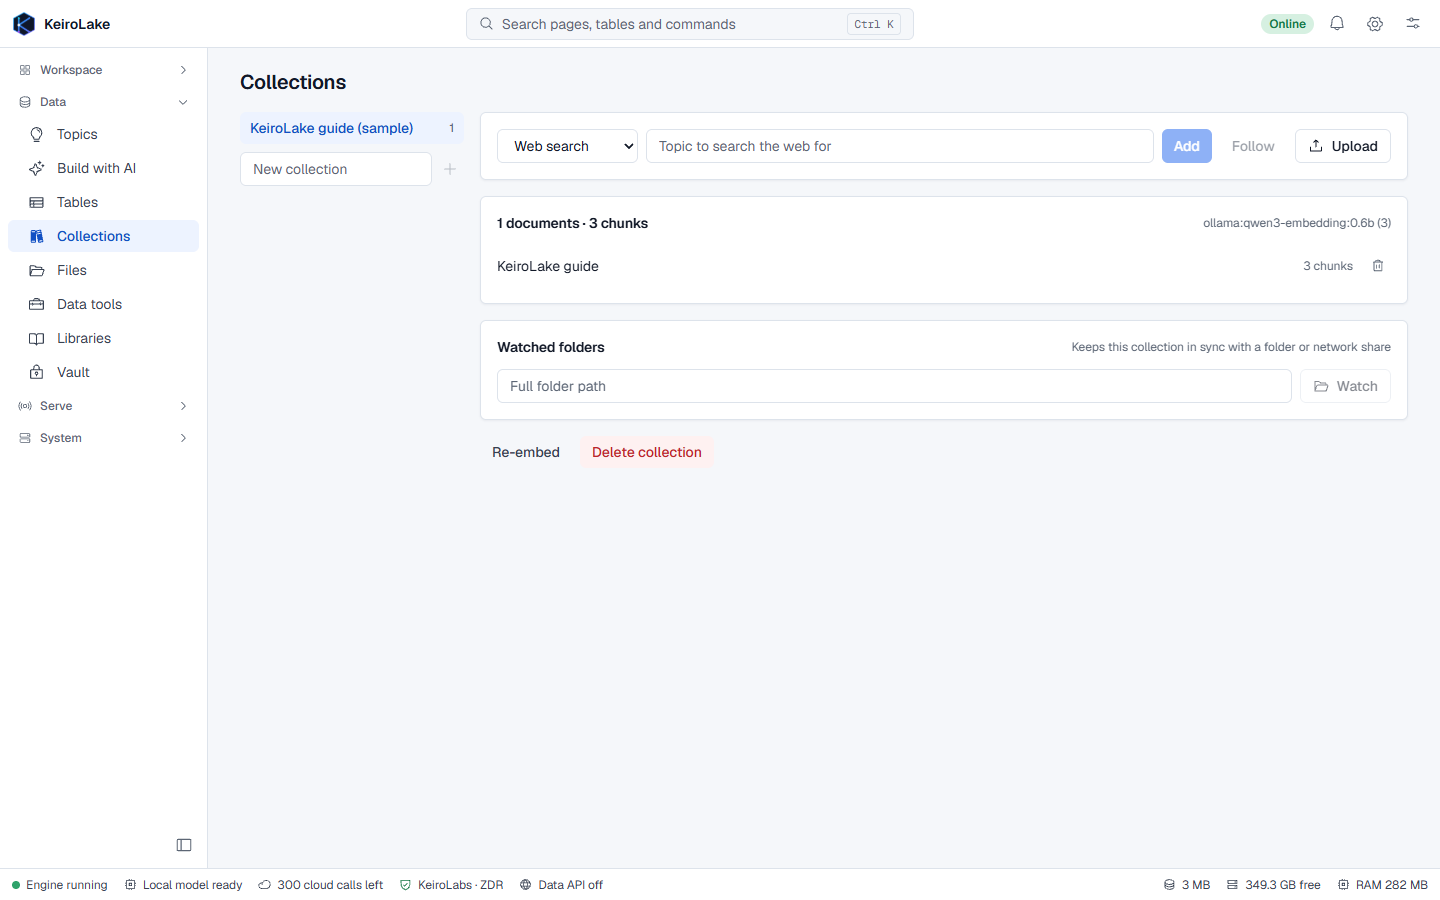 KeiroLake
Search pages, tables and commands
Ctrl K
Online
Workspace
Data
Topics
Build with AI
Tables
Collections
Files
Data tools
Libraries
Vault
Serve
System
Collections
KeiroLake guide (sample) 1
New collection
Web search
Topic to search the web for
Add
Follow
Upload
1 documents · 3 chunks
ollama:qwen3-embedding:0.6b (3)
KeiroLake guide
3 chunks
Watched folders
Keeps this collection in sync with a folder or network share
Full folder path
Watch
Re-embed
Delete collection
Engine running
Local model ready
300 cloud calls left
KeiroLabs · ZDR
Data API off
3 MB
349.3 GB free
RAM 282 MB